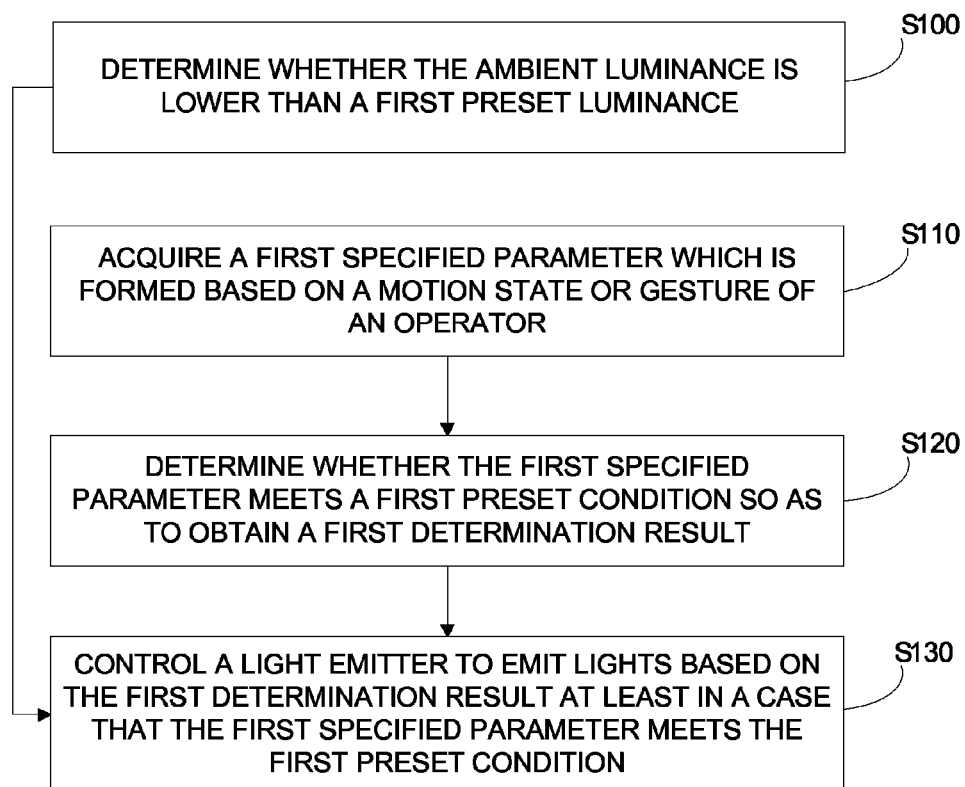 S100
DETERMINE WHETHER THE AMBIENT LUMINANCE IS
LOWER THAN A FIRST PRESET LUMINANCE
S110
ACQUIRE A FIRST SPECIFIED PARAMETER WHICH IS
FORMED BASED ON A MOTION STATE OR GESTURE OF
AN OPERATOR
S120
DETERMINE WHETHER THE FIRST SPECIFIED
PARAMETER MEETS A FIRST PRESET CONDITION SO AS
TO OBTAIN A FIRST DETERMINATION RESULT
S130
CONTROL A LIGHT EMITTER TO EMIT LIGHTS BASED ON
THE FIRST DETERMINATION RESULT AT LEAST IN A CASE
THAT THE FIRST SPECIFIED PARAMETER MEETS THE
FIRST PRESET CONDITION